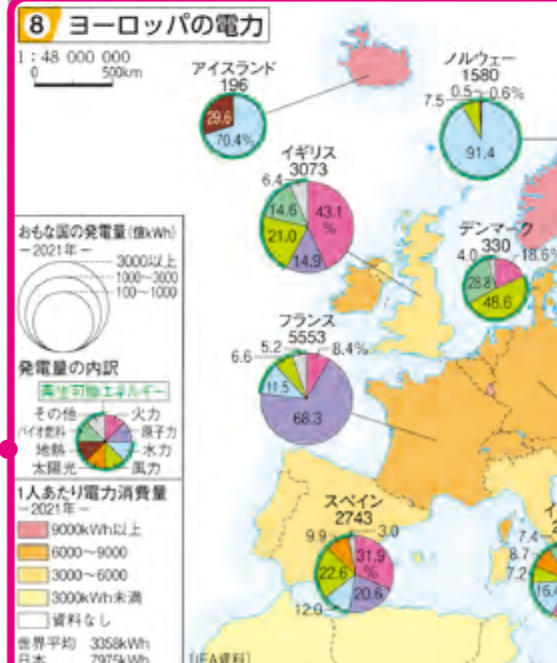 8 ヨーロッパの電力
1:48 000 000
0 500km
アイスランド
196
29.6
70.4%
ノルウェー
1580
0.5 0.6%
7.5
91.4
イギリス
3073
6.4
14.6
43.1
%
21.0
14.9
デンマーク
330
4.0
18.6%
28.8
48.6
フランス
5553
5.2
6.6
8.4%
11.5
68.3
スペイン
2743
9.9
3.0
31.9
%
22.6
20.6
12.0
7.4
8.7
7.2
16.4
おもな国の発電量(億kWh)
-2021年-
3000以上
1000~3000
100~1000
発電量の内訳
再生可能エネルギー
その他
火力
バイオ燃料
原子力
地熱
水力
太陽光
風力
1人あたり電力消費量
-2021年-
9000kWh以上
6000~9000
3000~6000
3000kWh未満
資料なし
世界平均 3358kWh
日本 7975kWh
[IEA資料]